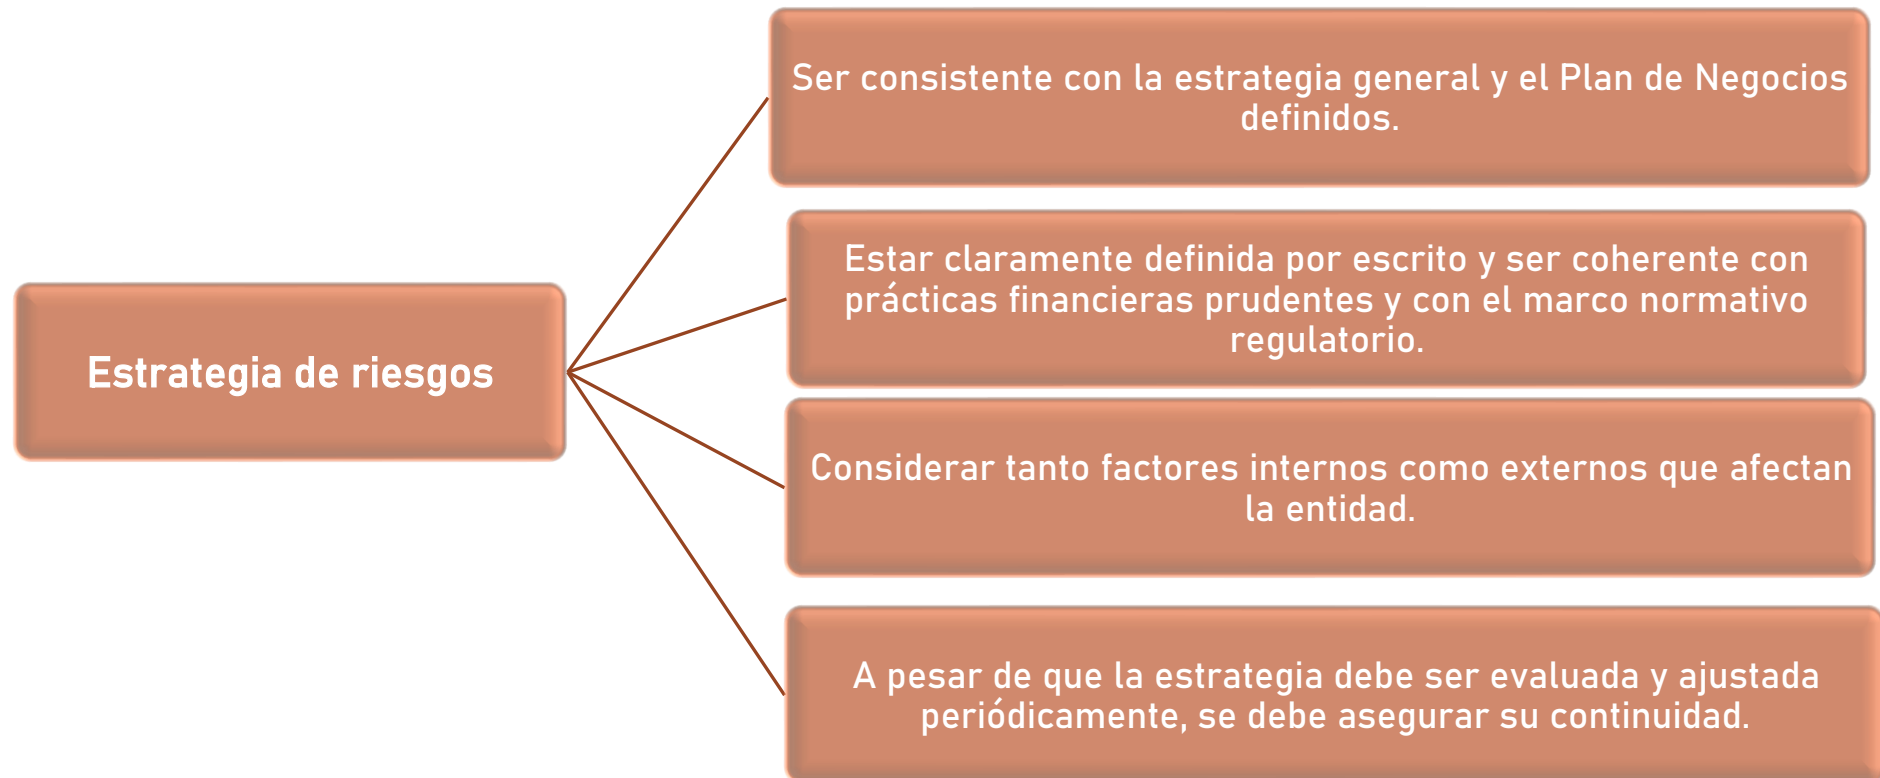 Ser consistente con la estrategia general y el Plan de Negocios
definidos.
Estar claramente definida por escrito y ser coherente con
prácticas financieras prudentes y con el marco normativo
regulatorio.
Estrategia de riesgos
Considerar tanto factores internos como externos que afectan
la entidad.
A pesar de que la estrategia debe ser evaluada y ajustada
periódicamente, se debe asegurar su continuidad.